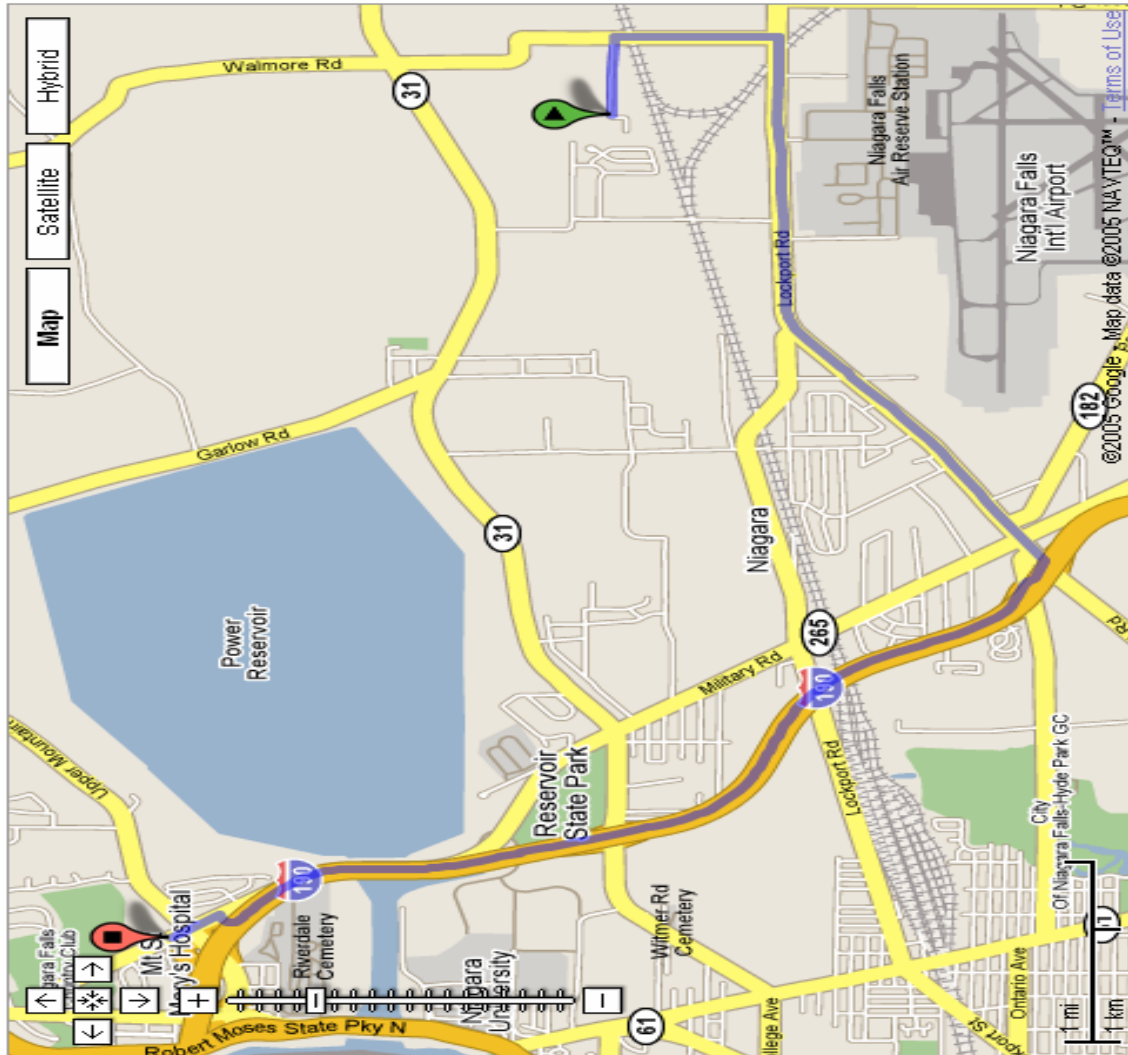 Map
Satellite
Hybrid
Walmore Rd
31
Garlow Rd
Power
Reservoir
Upper Mountain
Niagara Falls
Air Reserve Station
Niagara Falls
Int'l Airport
Lockport Rd
31
182
Niagara
265
Military Rd
190
Rd
Reservoir
State Park
Lockport Rd
City
Of Niagara Falls-Hyde Park GC
190
Mary's Hospital
Riverdale
Cemetery
Witmer Rd
Cemetery
Niagara
University
Robert Moses State Pky N
61
Ontario Ave
1 mi
1 km
©2005 Google - Map data ©2005 NAVTEQ™ - Terms of Use